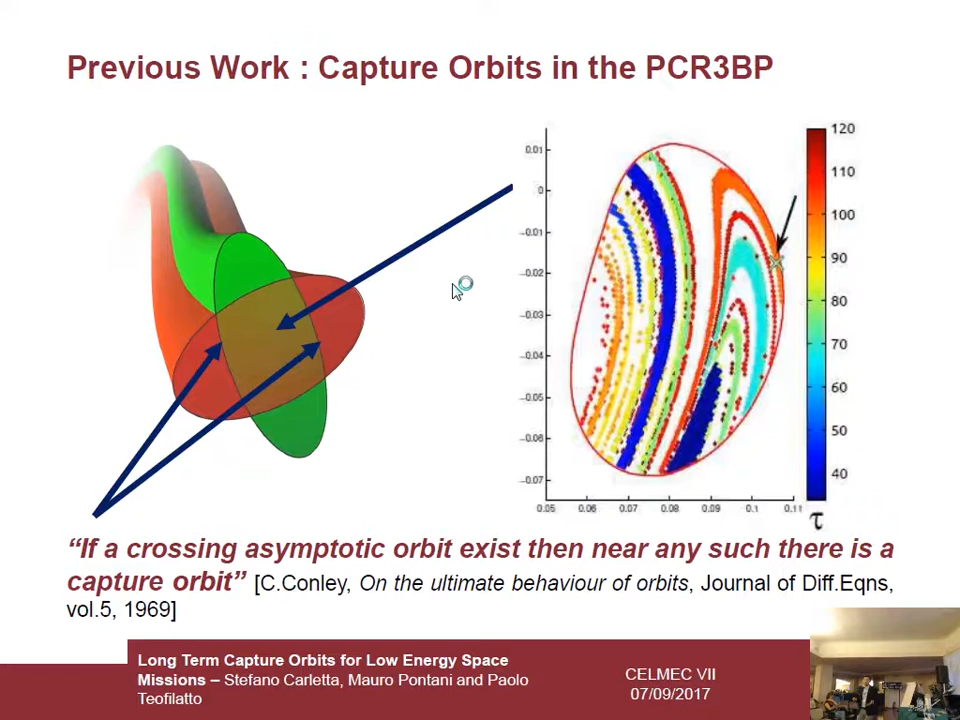 Previous Work : Capture Orbits in the PCR3BP
0.01
0
−0.01
−0.02
−0.03
−0.04
−0.05
−0.06
−0.07
0.05 0.06 0.07 0.08 0.09 0.1 0.11
120
110
100
90
80
70
60
50
40
τ
“If a crossing asymptotic orbit exist then near any such there is a
capture orbit” [C.Conley, On the ultimate behaviour of orbits, Journal of Diff.Eqns,
vol.5, 1969]
Long Term Capture Orbits for Low Energy Space
Missions – Stefano Carletta, Mauro Pontani and Paolo
Teofilatto
CELMEC VII
07/09/2017